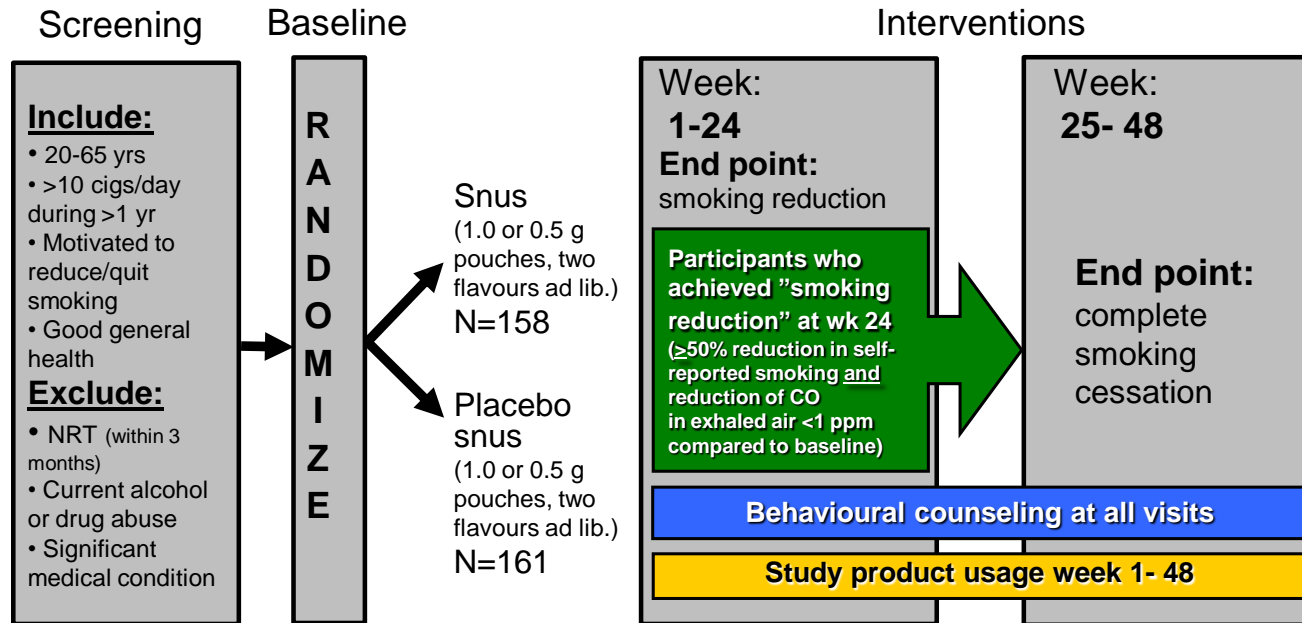 Screening
Baseline
Interventions
Include:
• 20-65 yrs
• >10 cigs/day
during >1 yr
• Motivated to
reduce/quit
smoking
• Good general
health
Exclude:
• NRT (within 3
months)
• Current alcohol
or drug abuse
• Significant
medical condition
R
A
N
D
O
M
I
Z
E
Snus
(1.0 or 0.5 g
pouches, two
flavours ad lib.)
N=158
Placebo
snus
(1.0 or 0.5 g
pouches, two
flavours ad lib.)
N=161
Week:
1-24
End point:
smoking reduction
Participants who
achieved ”smoking
reduction” at wk 24
(≥50% reduction in self-
reported smoking and
reduction of CO
in exhaled air <1 ppm
compared to baseline)
Week:
25- 48
End point:
complete
smoking
cessation
Behavioural counseling at all visits
Study product usage week 1- 48